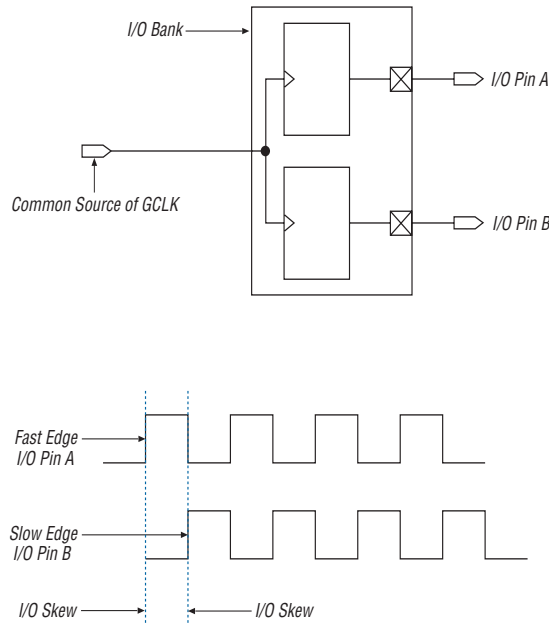 I/O Bank
I/O Pin A
Common Source of GCLK
I/O Pin B
Fast Edge
I/O Pin A
Slow Edge
I/O Pin B
I/O Skew
I/O Skew